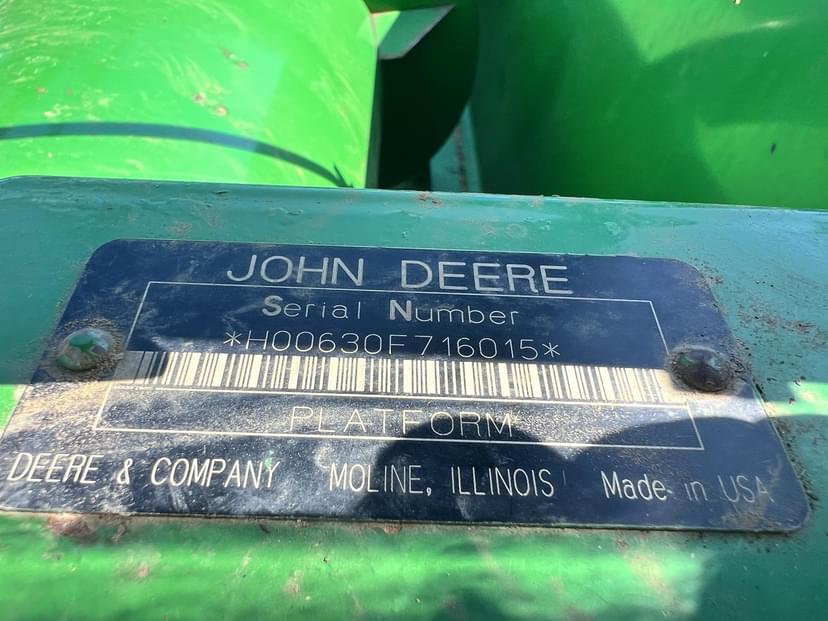 JOHN DEERE
Serial Number
*H00630F716015*
PLATFORM
DEERE & COMPANY MOLINE, ILLINOIS Made in USA